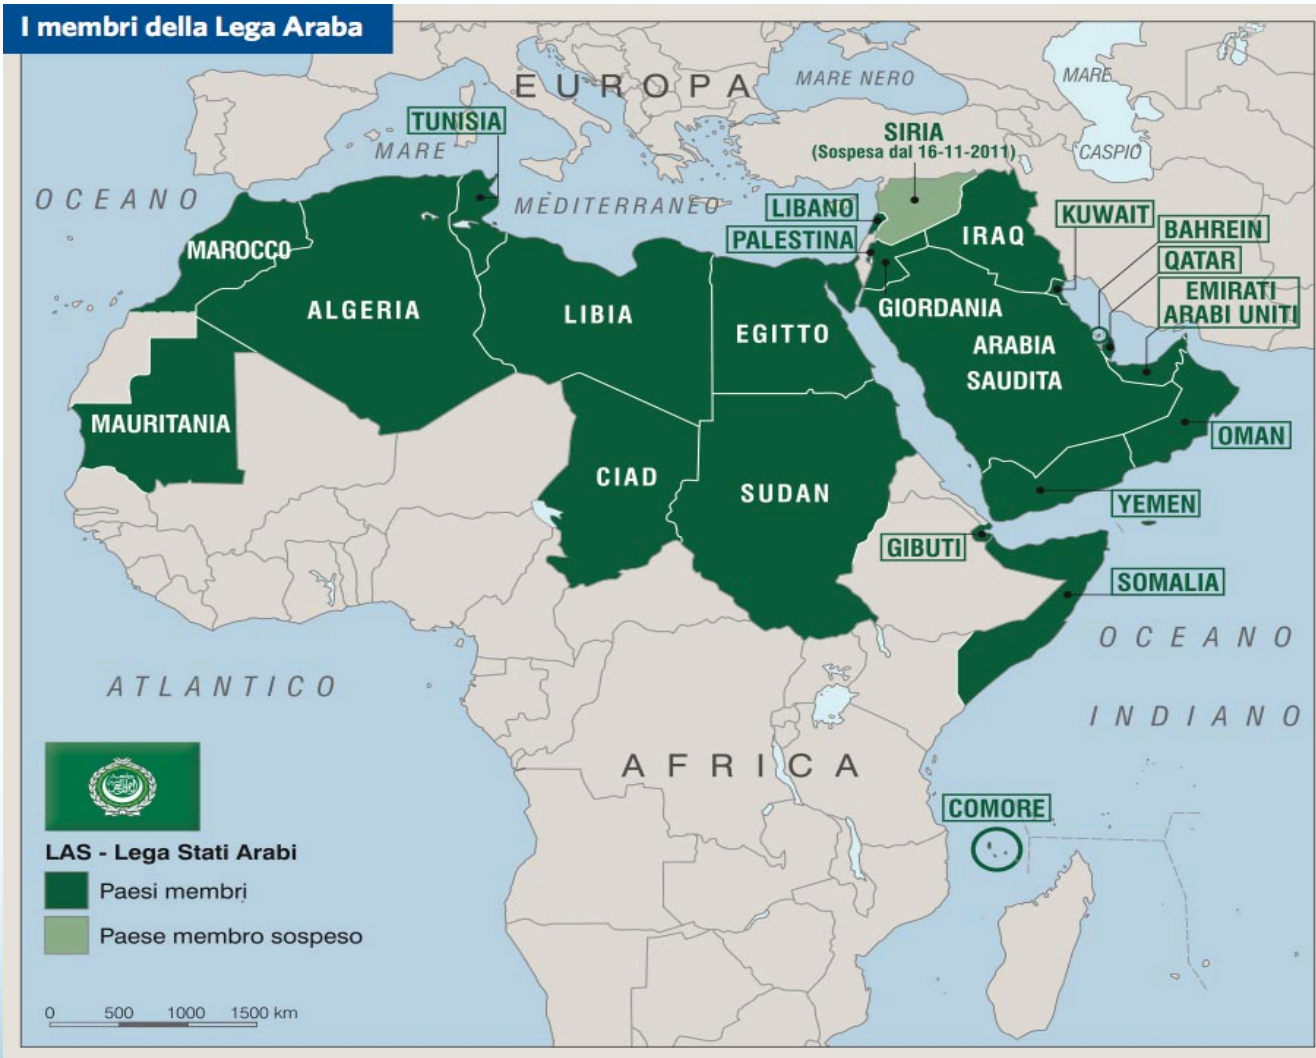 I membri della Lega Araba
EUROPA
MARE NERO
MARE
CASPIO
TUNISIA
MARE
MEDITERRANEO
OCEANO
SIRIA
(Sospesa dal 16-11-2011)
LIBANO
PALESTINA
IRAQ
KUWAIT
BAHREIN
QATAR
EMIRATI
ARABI UNITI
MAROCCO
ALGERIA
LIBIA
EGITTO
GIORDANIA
ARABIA
SAUDITA
MAURITANIA
CIAD
SUDAN
OMAN
YEMEN
GIBUTI
SOMALIA
OCEANO
INDIANO
ATLANTICO
AFRICA
COMORE
LAS - Lega Stati Arabi
Paesi membri
Paese membro sospeso
0 500 1000 1500 km